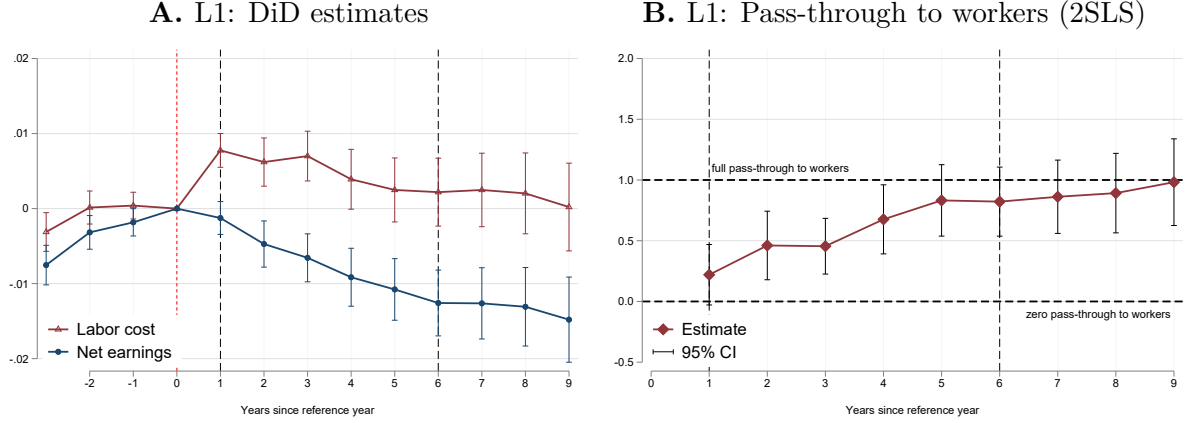 A. L1: DiD estimates
.02
.01
0
-.01
-.02
Labor cost
Net earnings
-2 -1 0 1 2 3 4 5 6 7 8 9
Years since reference year
B. L1: Pass-through to workers (2SLS)
2.0
1.5
1.0
0.5
0.0
-0.5
full pass-through to workers
zero pass-through to workers
Estimate
95% CI
0 1 2 3 4 5 6 7 8 9
Years since reference year